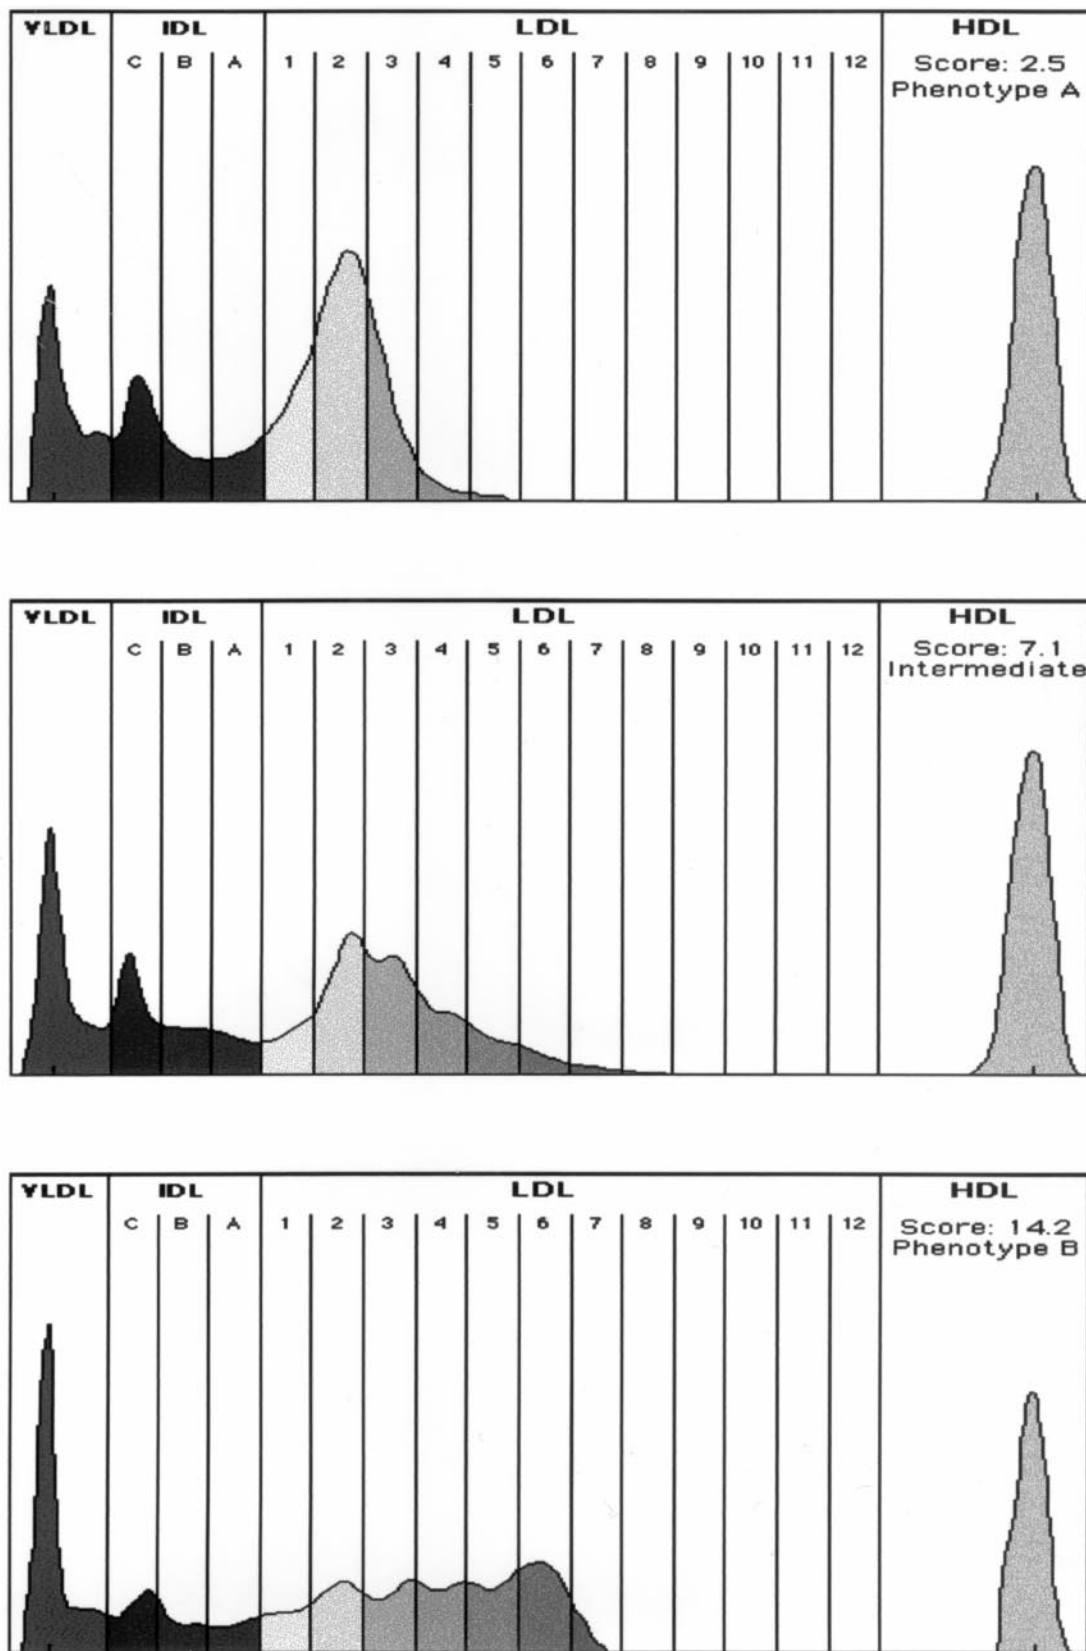 VLDL IDL LDL HDL
C B A 1 2 3 4 5 6 7 8 9 10 11 12 Score: 2.5
Phenotype A
VLDL IDL LDL HDL
C B A 1 2 3 4 5 6 7 8 9 10 11 12 Score: 7.1
Intermediate
VLDL IDL LDL HDL
C B A 1 2 3 4 5 6 7 8 9 10 11 12 Score: 14.2
Phenotype B